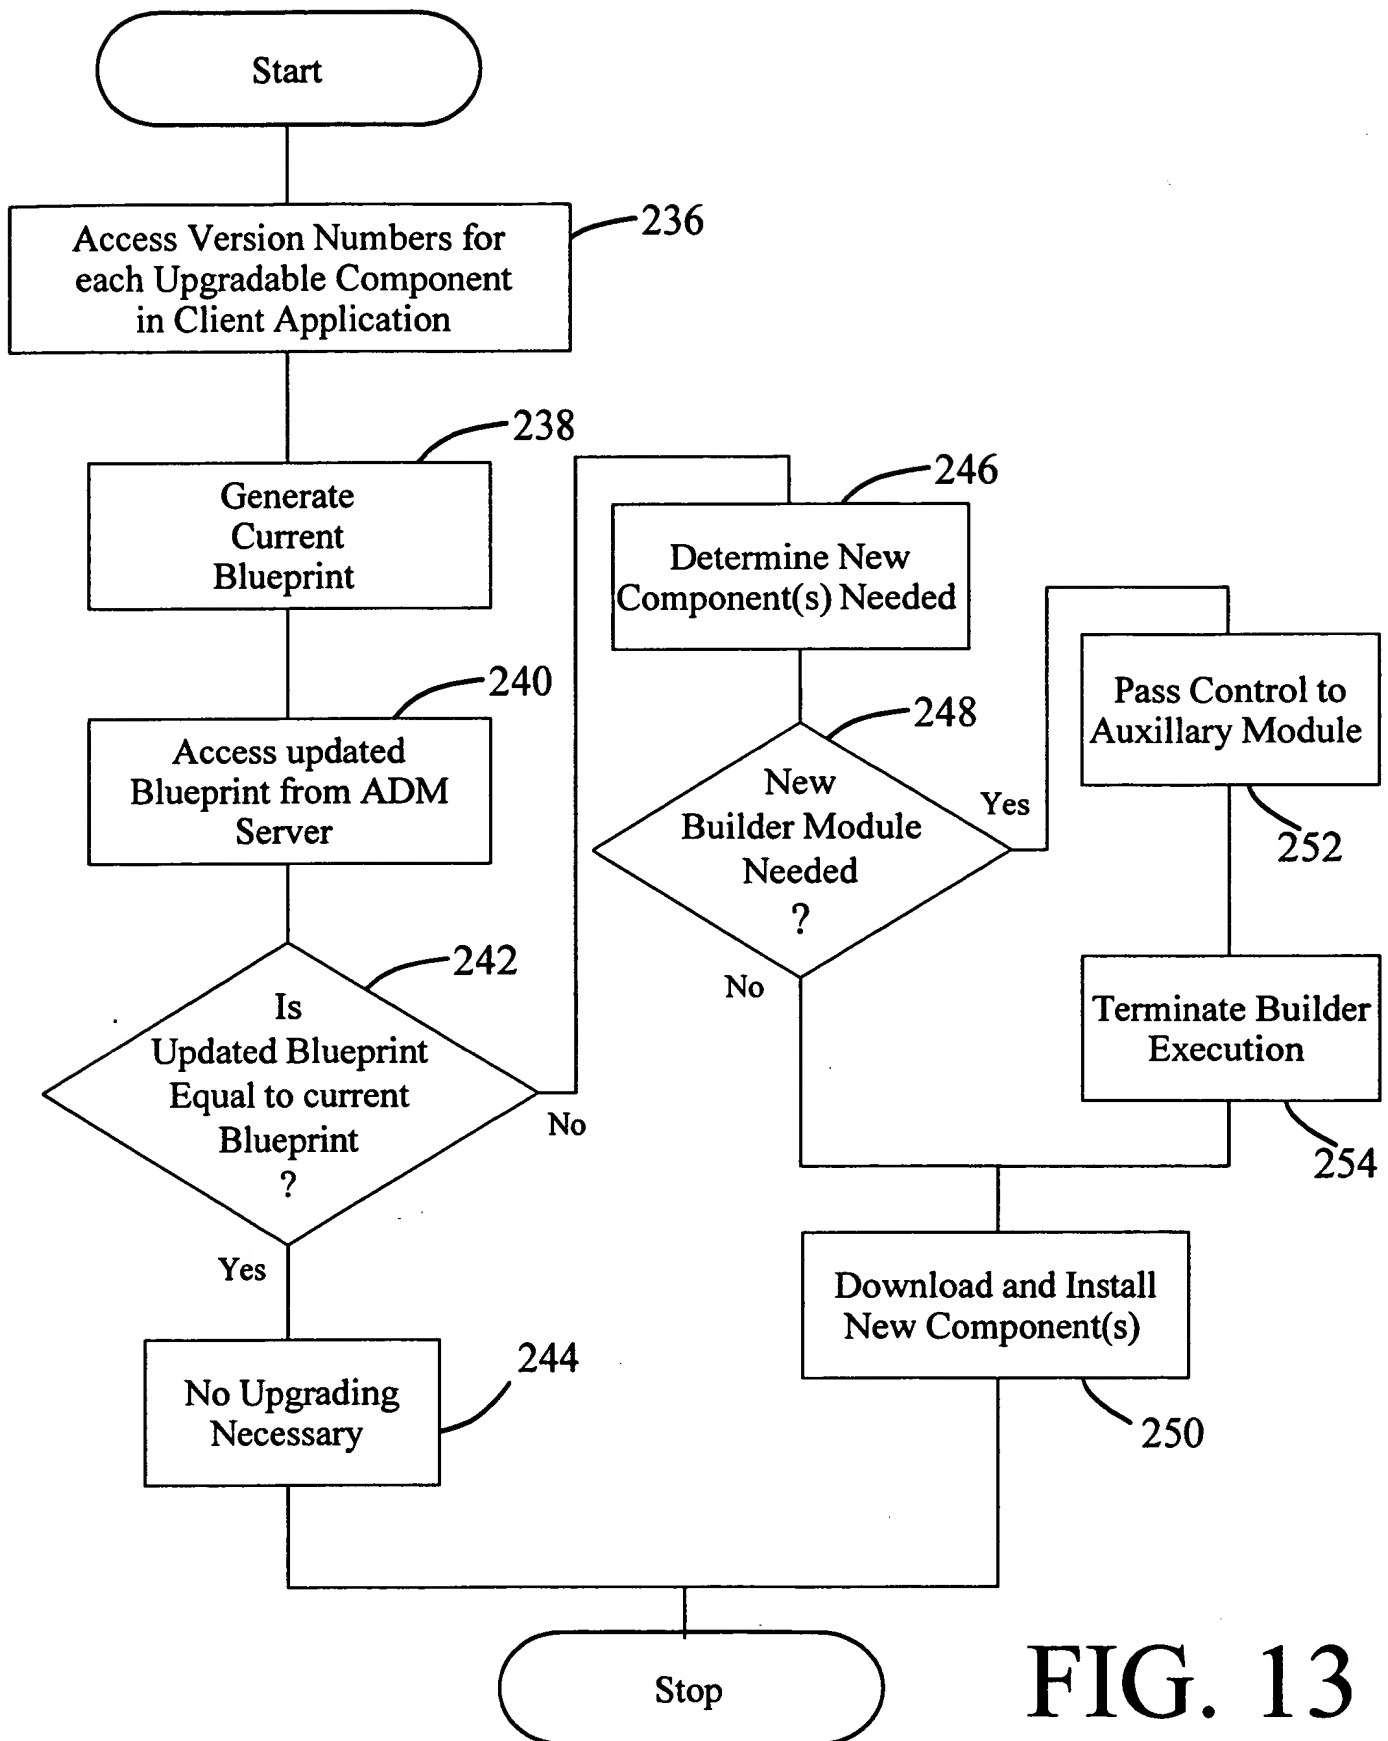 Start
Access Version Numbers for
each Upgradable Component
in Client Application
236
Generate
Current
Blueprint
238
Access updated
Blueprint from ADM
Server
240
Is
Updated Blueprint
Equal to current
Blueprint
?
242
No
Yes
No Upgrading
Necessary
244
Determine New
Component(s) Needed
246
New
Builder Module
Needed
?
248
Yes
No
Pass Control to
Auxillary Module
252
Terminate Builder
Execution
254
Download and Install
New Component(s)
250
Stop
FIG. 13